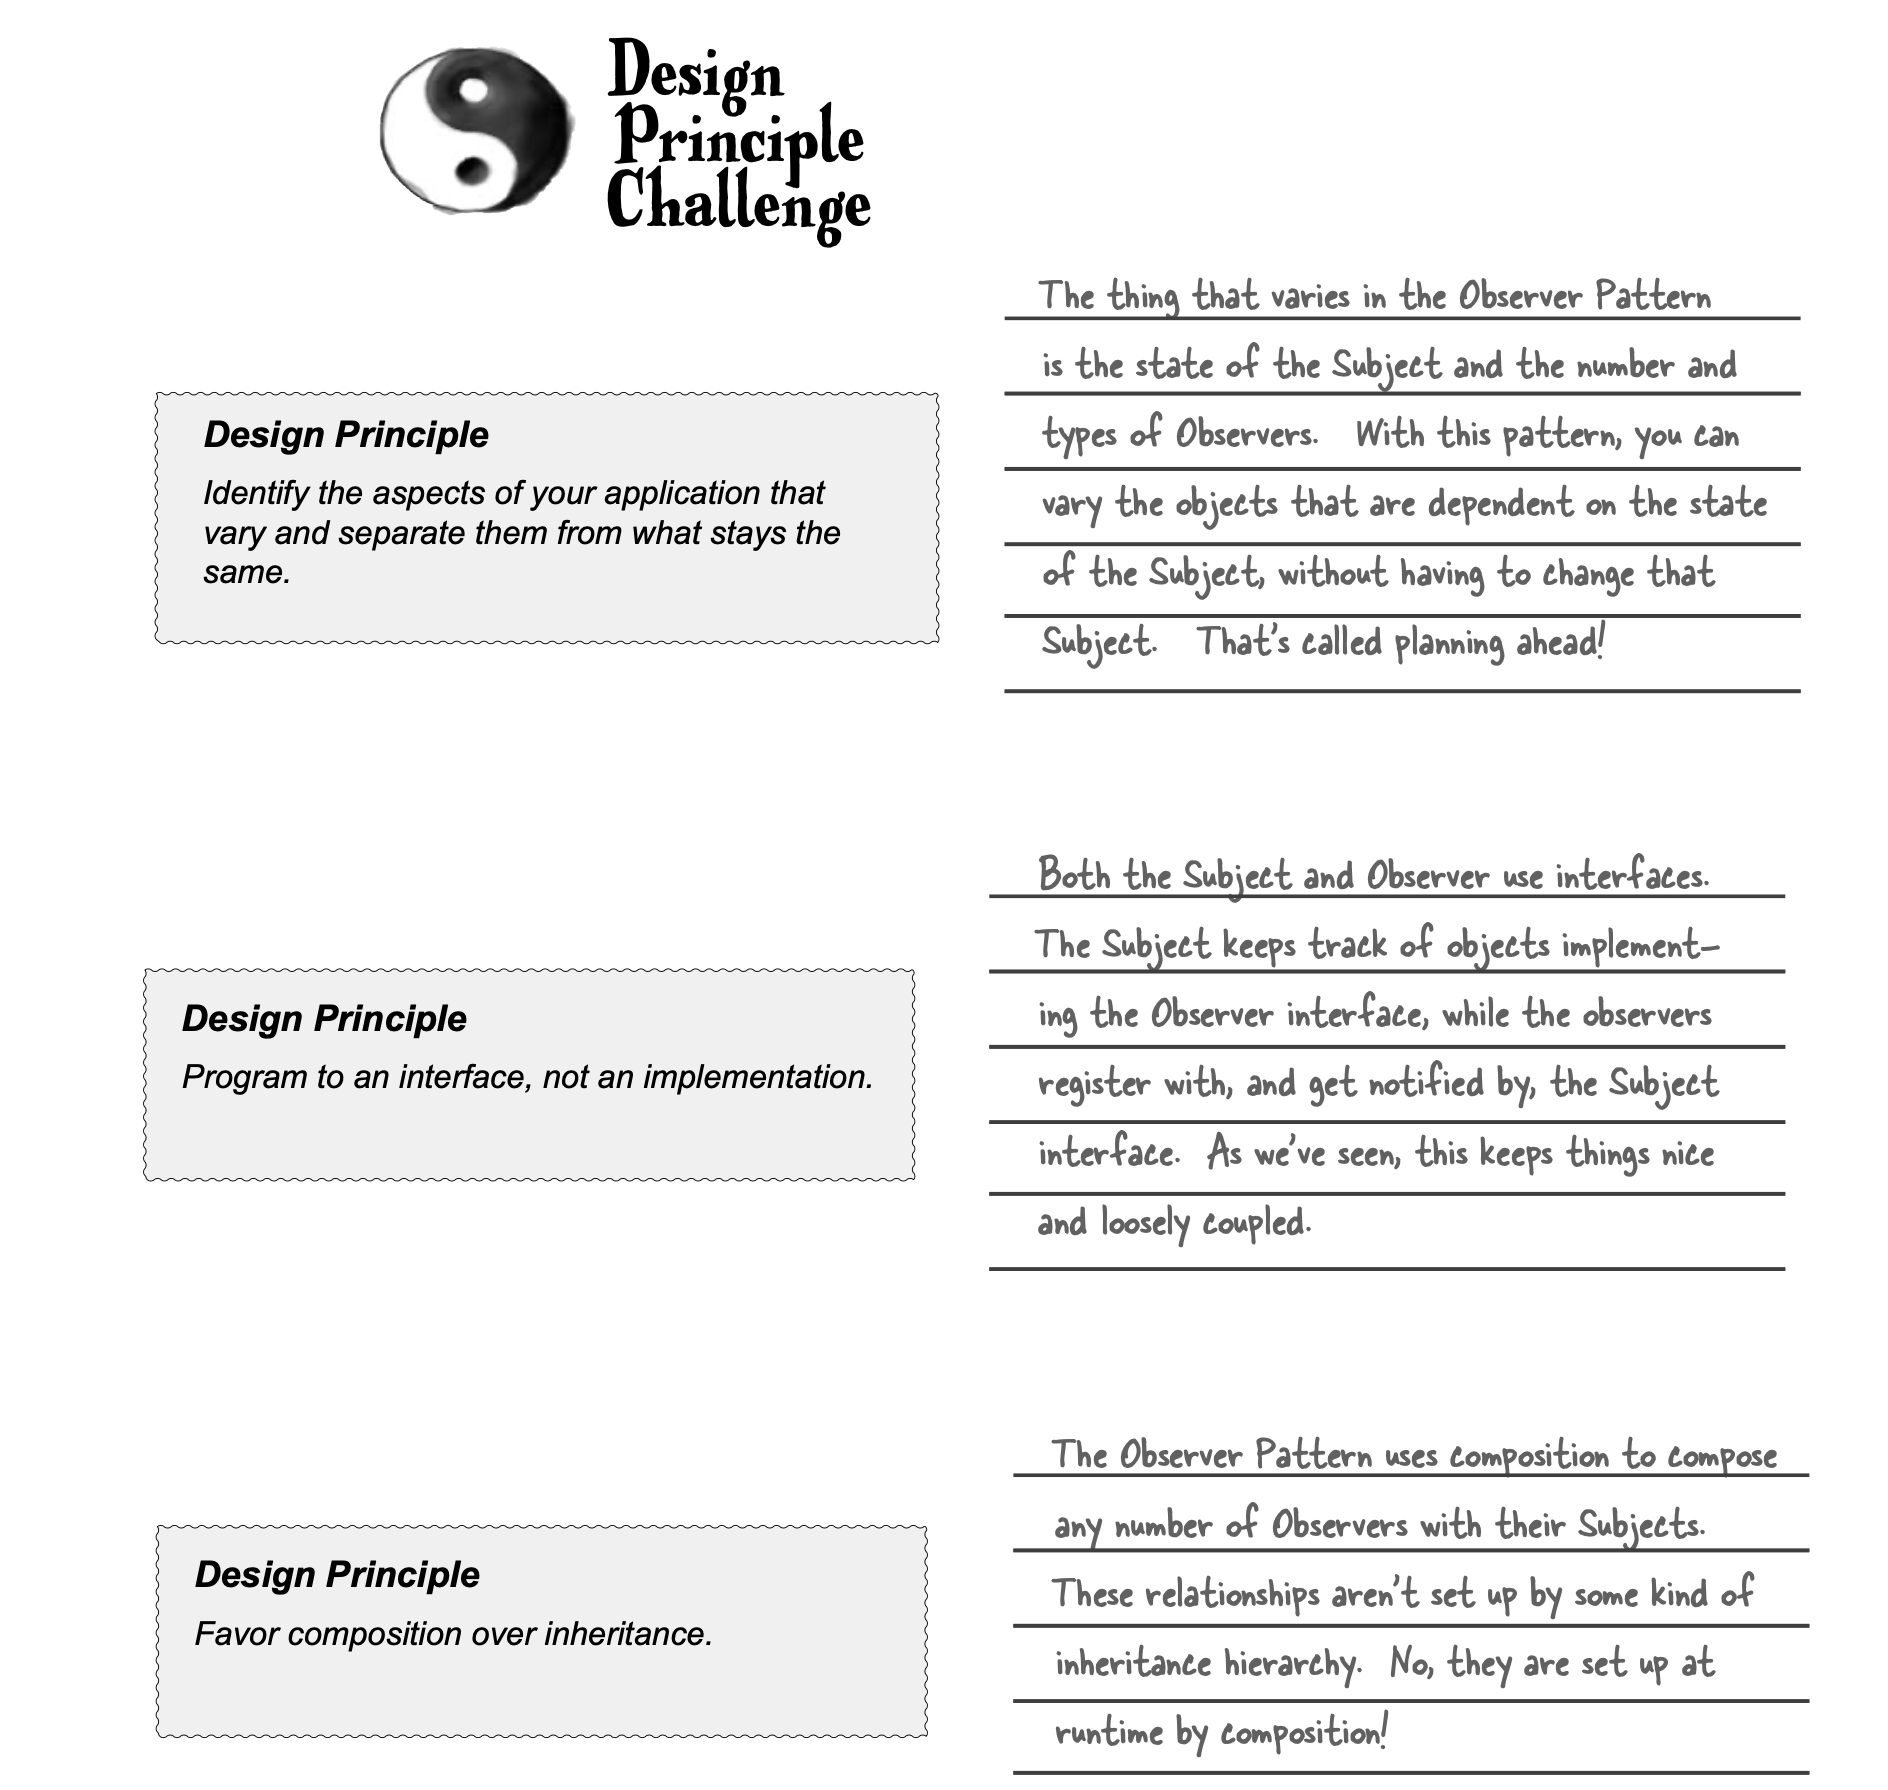 Design
Principle
Challenge
Design Principle
Identify the aspects of your application that
vary and separate them from what stays the
same.
The thing that varies in the Observer Pattern
is the state of the Subject and the number and
types of Observers. With this pattern, you can
vary the objects that are dependent on the state
of the Subject, without having to change that
Subject. That's called planning ahead!
Design Principle
Program to an interface, not an implementation.
Both the Subject and Observer use interfaces.
The Subject keeps track of objects implement-
ing the Observer interface, while the observers
register with, and get notified by, the Subject
interface. As we've seen, this keeps things nice
and loosely coupled.
Design Principle
Favor composition over inheritance.
The Observer Pattern uses composition to compose
any number of Observers with their Subjects.
These relationships aren't set up by some kind of
inheritance hierarchy. No, they are set up at
runtime by composition!